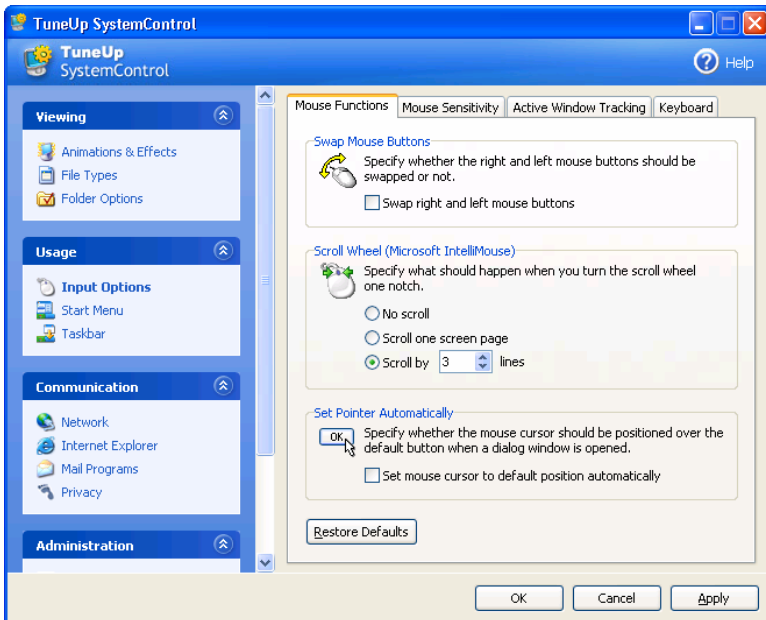 TuneUp SystemControl
TuneUp
SystemControl
Help
Viewing
Animations & Effects
File Types
Folder Options
Usage
Input Options
Start Menu
Taskbar
Communication
Network
Internet Explorer
Mail Programs
Privacy
Administration
Mouse Functions
Mouse Sensitivity
Active Window Tracking
Keyboard
Swap Mouse Buttons
Specify whether the right and left mouse buttons should be
swapped or not.
Swap right and left mouse buttons
Scroll Wheel (Microsoft IntelliMouse)
Specify what should happen when you turn the scroll wheel
one notch.
No scroll
Scroll one screen page
Scroll by 3 lines
Set Pointer Automatically
OK
Specify whether the mouse cursor should be positioned over the
default button when a dialog window is opened.
Set mouse cursor to default position automatically
Restore Defaults
OK
Cancel
Apply